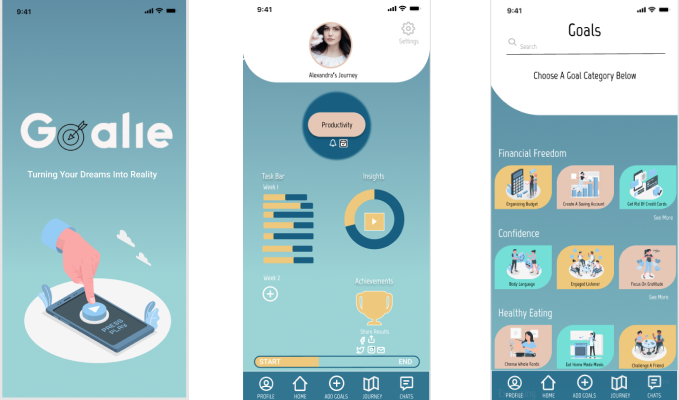 9:41
Goalie
Turning Your Dreams Into Reality
PRESS
PLAY
9:41
Settings
Alexandra's Journey
Productivity
Task Bar
Insights
Week 1
Week 2
Achievements
Share Results
START
END
PROFILE
HOME
ADD GOALS
JOURNEY
CHATS
9:41
Goals
Search
Choose A Goal Category Below
Financial Freedom
Organizing Budget
Create A Saving Account
Get Rid Of Credit Cards
See More
Confidence
Body Language
Engaged Listener
Focus On Gratitude
See More
Healthy Eating
Choose Whole Foods
Eat Home Made Meals
Challenge A Friend
PROFILE
HOME
ADD GOALS
JOURNEY
CHATS